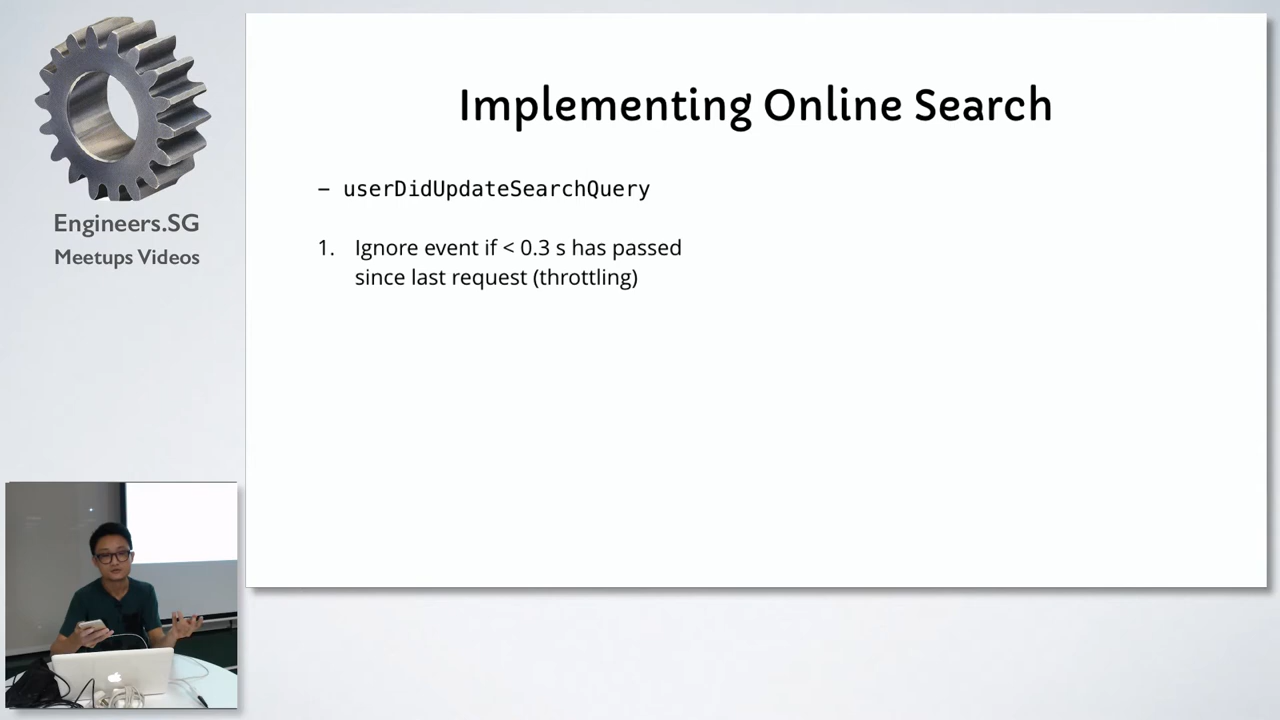 Engineers.SG
Meetups Videos
Implementing Online Search
– userDidUpdateSearchQuery
1. Ignore event if < 0.3 s has passed
since last request (throttling)